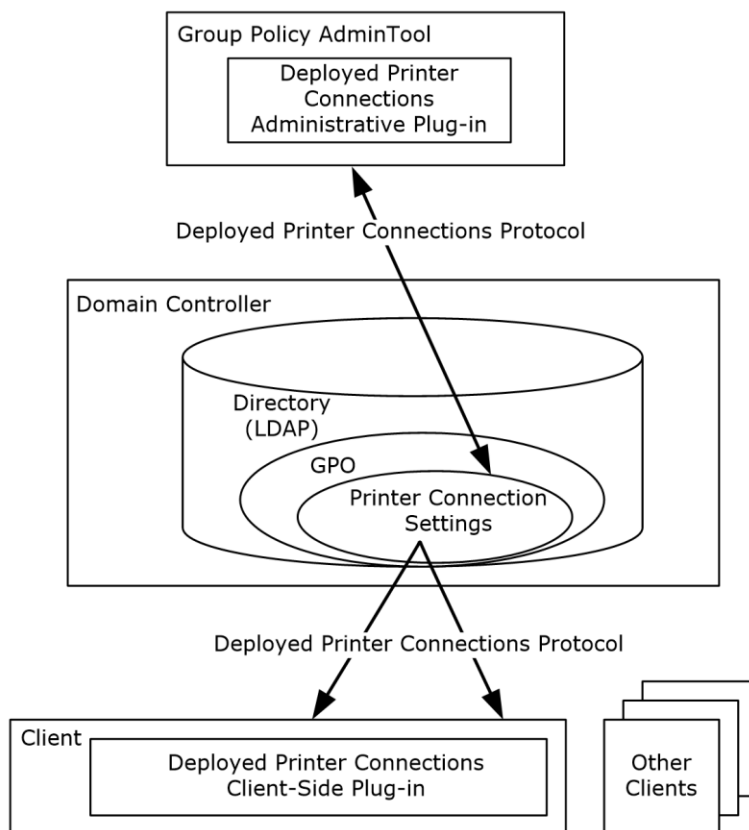 Group Policy AdminTool
Deployed Printer
Connections
Administrative Plug-in
Deployed Printer Connections Protocol
Domain Controller
Directory
(LDAP)
GPO
Printer Connection
Settings
Deployed Printer Connections Protocol
Client
Deployed Printer Connections
Client-Side Plug-in
Other
Clients